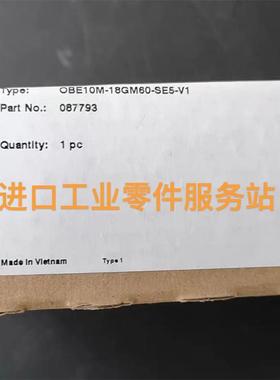 Type: OBE10M-18GM60-SE5-V1
Part No.: 087793
Quantity: 1 pc
进口工业零件服务站
Made in Vietnam Type 1